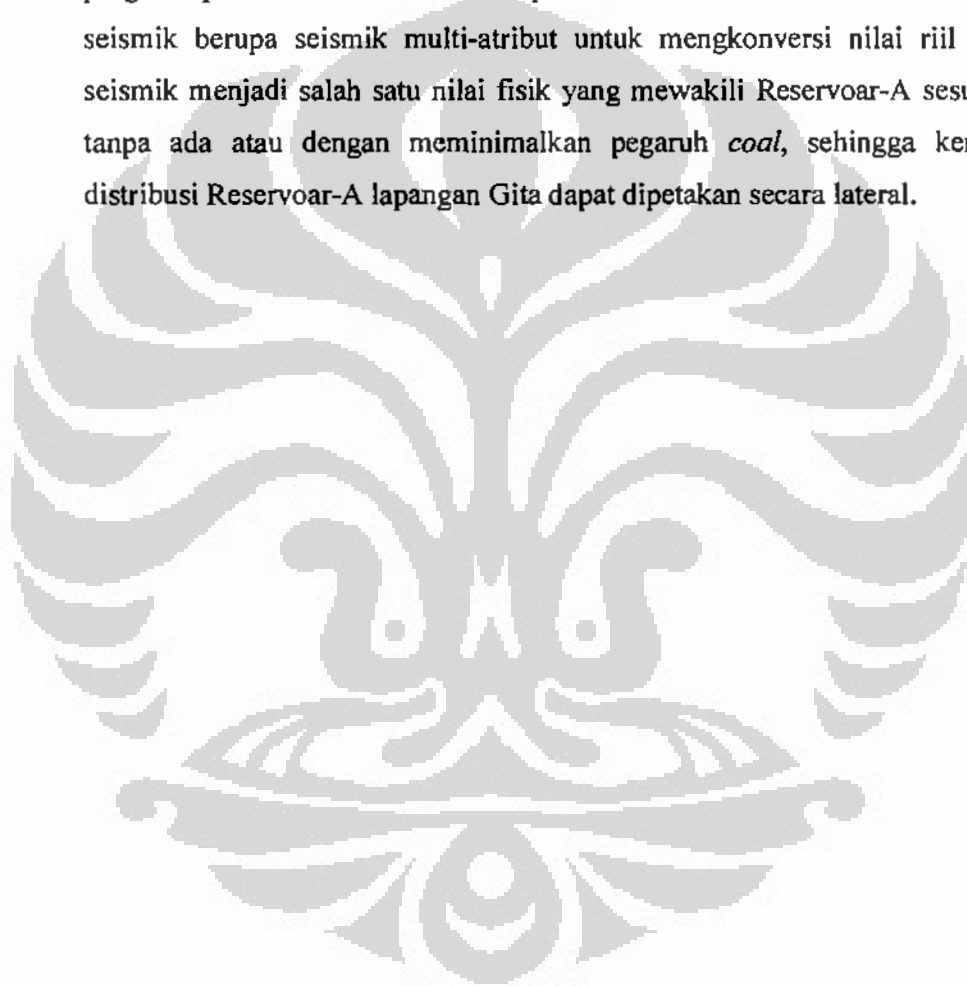 seismik berupa seismik multi-atribut untuk mengkonversi nilai riil
seismik menjadi salah satu nilai fisik yang mewakili Reservoar-A
tanpa ada atau dengan meminimalkan pegaruh coal, sehingga
distribusi Reservoar-A lapangan Gita dapat dipetakan secara lateral.